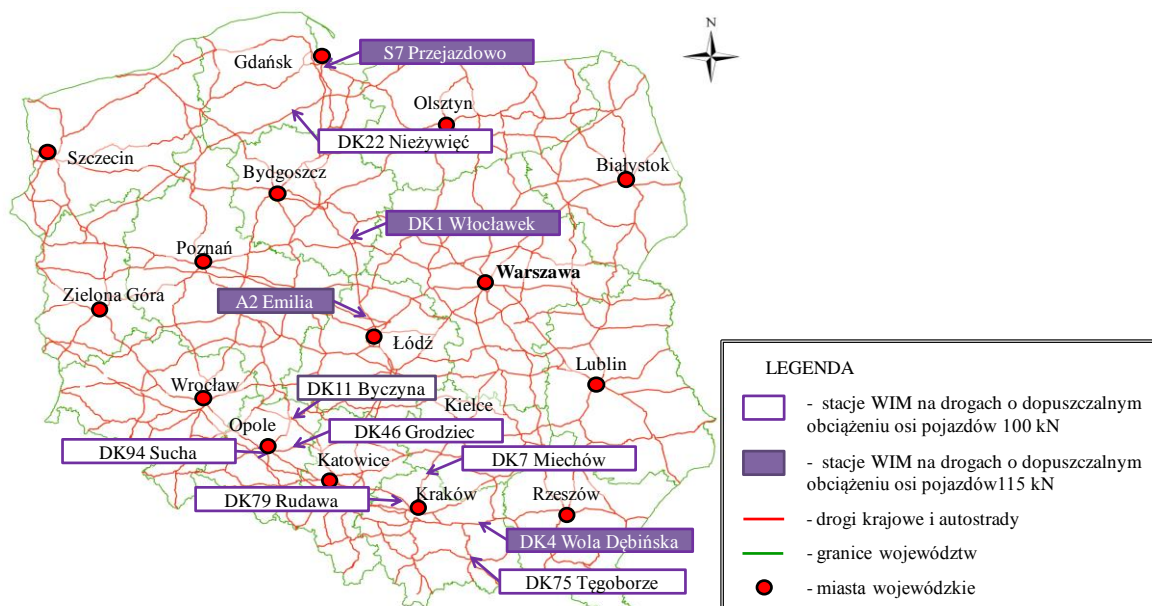 N
S7 Przejazdowo
Gdańsk
Olsztyn
DK22 Nieżywięć
Szczecin
Białystok
Bydgoszcz
DK1 Włocławek
Poznań
Warszawa
Zielona Góra
A2 Emilia
Łódź
Lublin
Wrocław
DK11 Byczyna
Kielce
Opole
DK46 Grodziec
DK94 Sucha
Katowice
DK7 Miechów
DK79 Rudawa
Kraków
Rzeszów
DK4 Wola Dębińska
DK75 Tęgoborze
LEGENDA
- stacje WIM na drogach o dopuszczalnym
obciążeniu osi pojazdów 100 kN
- stacje WIM na drogach o dopuszczalnym
obciążeniu osi pojazdów115 kN
- drogi krajowe i autostrady
- granice województw
- miasta wojewódzkie